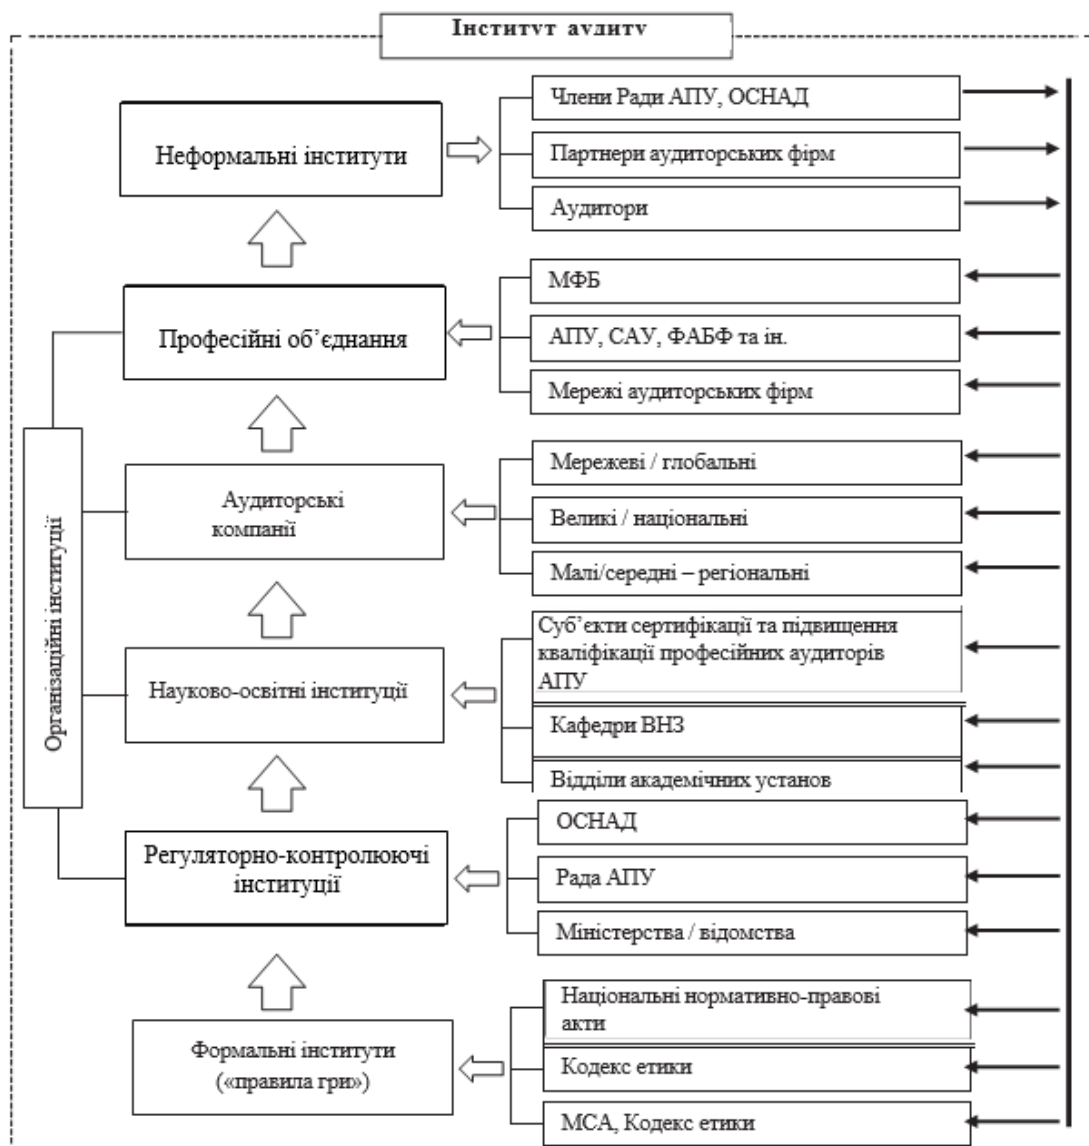 Інститут аудиту
Неформальні інститути
Члени Ради АПУ, ОСНАД
Партнери аудиторських фірм
Аудитори
Професійні об’єднання
МФБ
АПУ, САУ, ФАБФ та ін.
Мережі аудиторських фірм
Організаційні інституції
Аудиторські
компанії
Мережеві / глобальні
Великі / національні
Малі/середні – регіональні
Науково-освітні інституції
Суб’єкти сертифікації та підвищення
кваліфікації професійних аудиторів
АПУ
Кафедри ВНЗ
Відділи академічних установ
Регуляторно-контролюючі
інституції
ОСНАД
Рада АПУ
Міністерства / відомства
Формальні інститути
(«правила гри»)
Національні нормативно-правові
акти
Кодекс етики
МСА, Кодекс етики